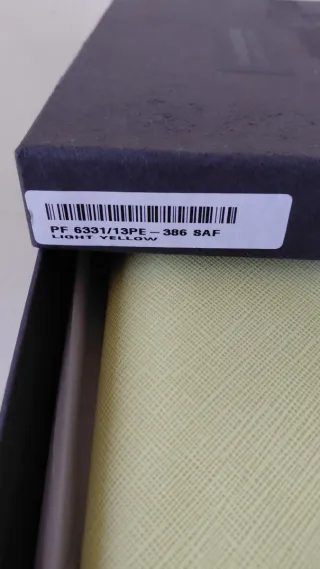 PF 6331/13PE – 386 SAF
LIGHT YELLOW